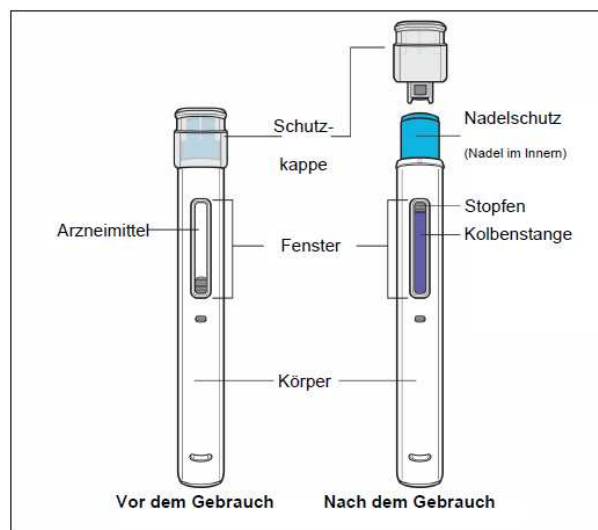 Schutz-
kappe
Nadelschutz
(Nadel im Innern)
Arzneimittel
Fenster
Stopfen
Kolbenstange
Körper
Vor dem Gebrauch
Nach dem Gebrauch